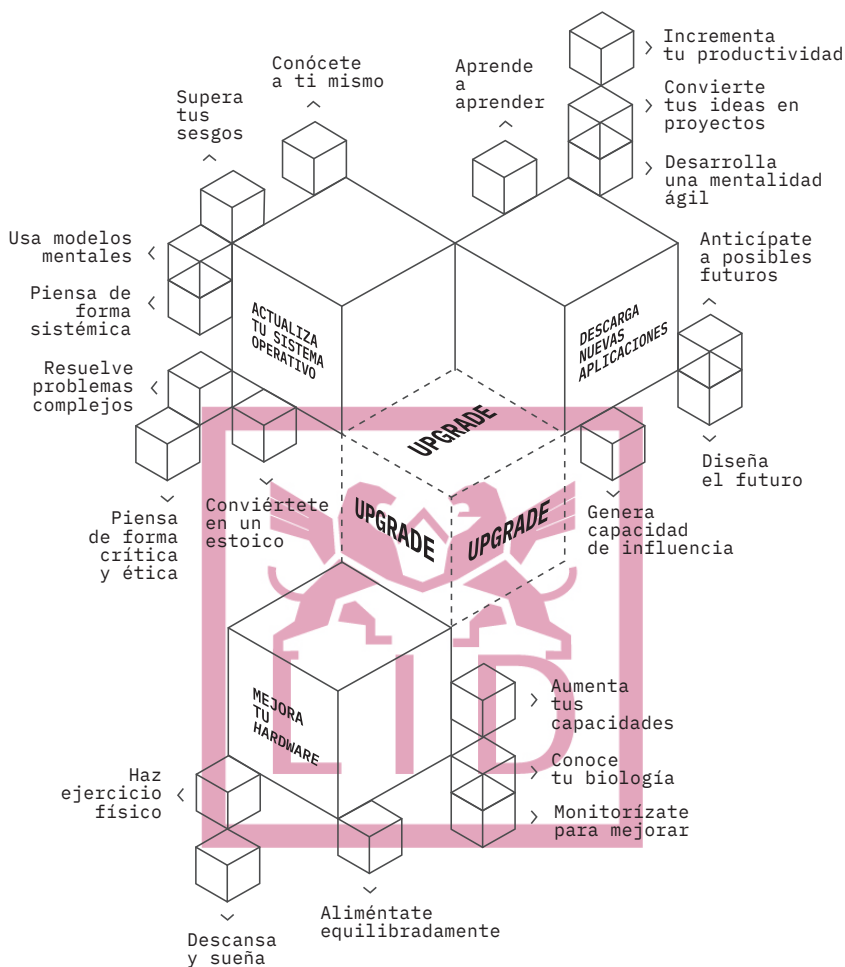 Incrementa
tu productividad
Convierte
tus ideas en
proyectos
Desarrolla
una mentalidad
ágil
Aprende
a
aprender
Conócete
a ti mismo
Supera
tus
sesgos
Usa modelos
mentales
Piensa de
forma
sistémica
Resuelve
problemas
complejos
Piensa
de forma
crítica
y ética
Conviértete
en un
estoico
ACTUALIZA
TU SISTEMA
OPERATIVO
DESCARGA
NUEVAS
APLICACIONES
Anticípate
a posibles
futuros
Diseña
el futuro
Genera
capacidad
de influencia
UPGRADE
UPGRADE
UPGRADE
LID
MEJORA
TU
HARDWARE
Aumenta
tus
capacidades
Conoce
tu biología
Monitorízate
para mejorar
Haz
ejercicio
físico
Descansa
y sueña
Aliméntate
equilibradamente